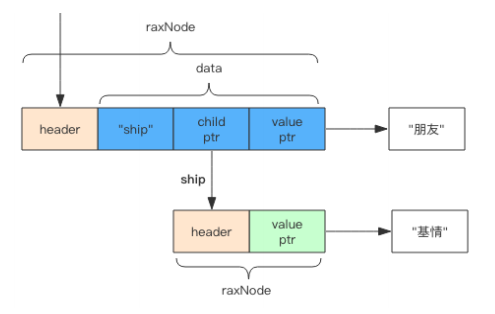 raxNode
data
header
"ship"
child
ptr
value
ptr
"朋友"
ship
header
value
ptr
"基情"
raxNode